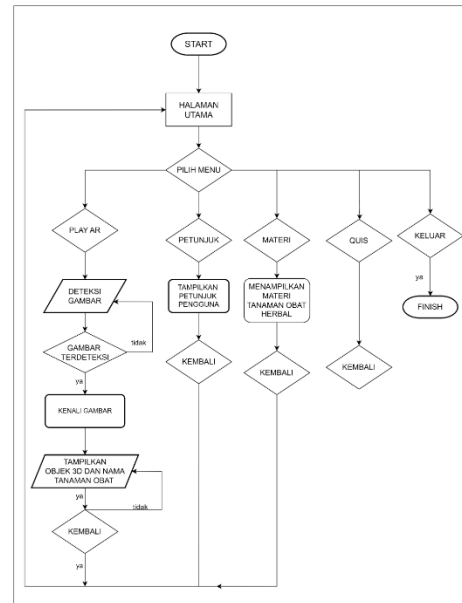 START
HALAMAN
UTAMA
PILIH MENU
PLAY AR
PETUNJUK
MATERI
QUIS
KELUAR
ya
DETEKSI
GAMBAR
TAMPILKAN
PETUNJUK
PENGGUNA
MENAMPILKAN
MATERI
TANAMAN OBAT
HERBAL
FINISH
tidak
GAMBAR
TERDETEKSI
KEMBALI
KEMBALI
KEMBALI
ya
KENALI GAMBAR
TAMPILKAN
OBJEK 3D DAN NAMA
TANAMAN OBAT
ya
tidak
KEMBALI
ya